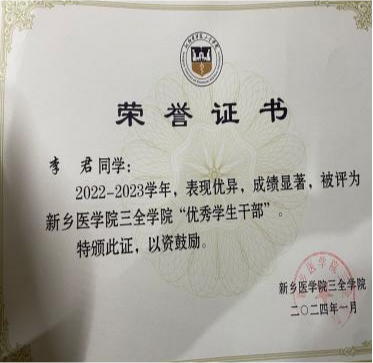 荣誉证书
李 君同学：
2022-2023学年，表现优异，成绩显著，被评为
新乡医学院三全学院“优秀学生干部”。
特颁此证，以资鼓励。
新乡医学院三全学院
二〇二四年一月